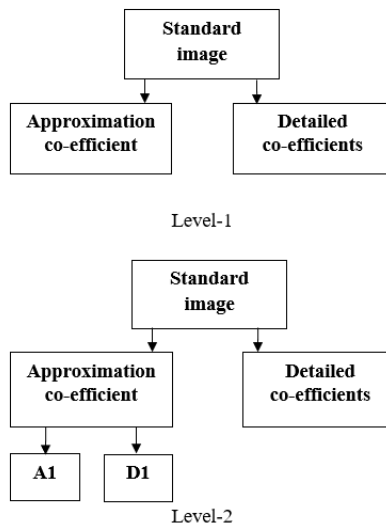 Standard
image
Approximation
co-efficient
Detailed
co-efficients
Level-1
Standard
image
Approximation
co-efficient
Detailed
co-efficients
A1
D1
Level-2